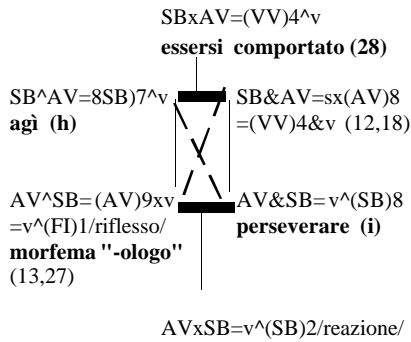 SBxAV=(VV)4^v
essersi comportato (28)
SB^AV=8SB)7^v
agì (h)
SB&AV=sx(AV)8
=(VV)4&v (12,18)
AV^SB=(AV)9xv
=v^(FI)1/riflesso/
morfema "-ologo"
(13,27)
AV&SB=v^(SB)8
perseverare (i)
AVxSB=v^(SB)2/reazione/